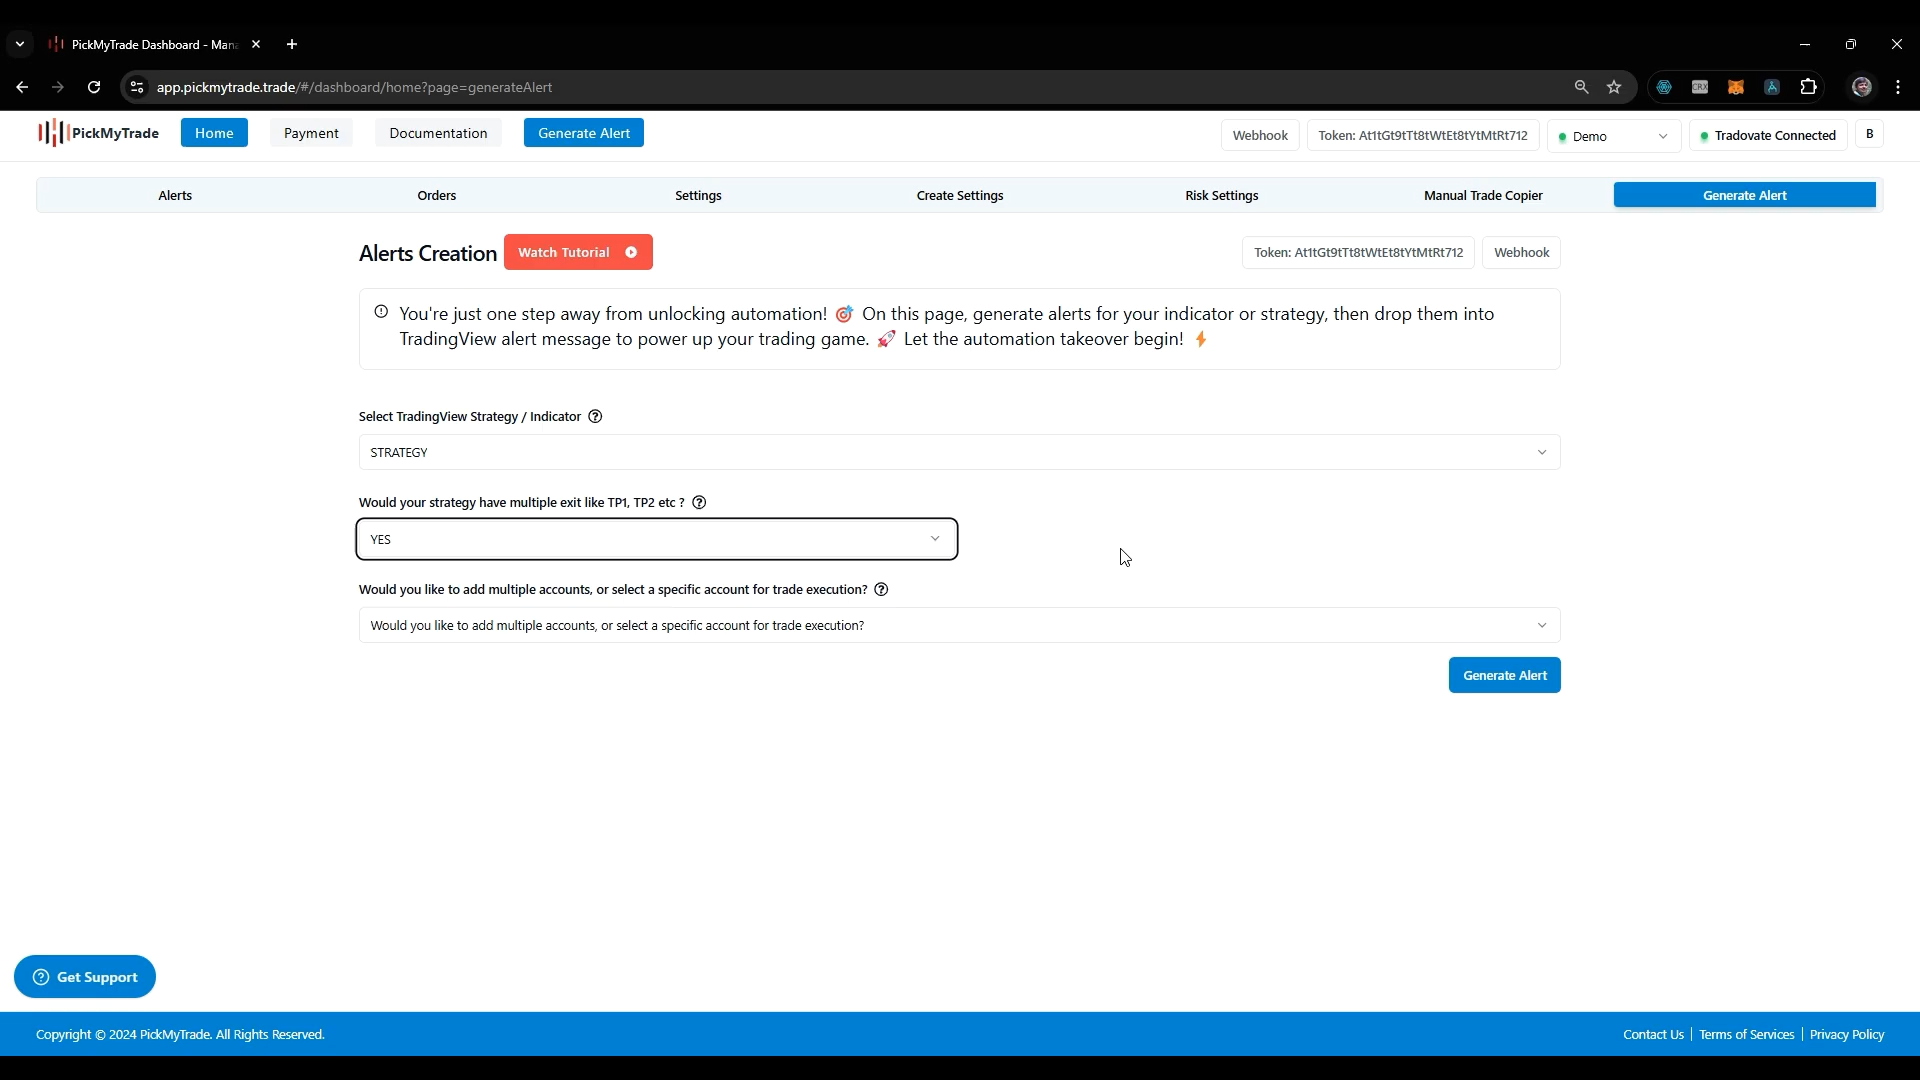 PickMyTrade Dashboard - Man
app.pickmytrade.trade/#/dashboard/home?page=generateAlert
CRX
PickMyTrade
Home
Payment
Documentation
Generate Alert
Webhook
Token: At1tGt9tTt8tWtEt8tYtMtRt712
Demo
Tradovate Connected
B
Alerts
Orders
Settings
Create Settings
Risk Settings
Manual Trade Copier
Generate Alert
Alerts Creation
Watch Tutorial
Token: At1tGt9tTt8tWtEt8tYtMtRt712
Webhook
You're just one step away from unlocking automation! 🎯 On this page, generate alerts for your indicator or strategy, then drop them into
TradingView alert message to power up your trading game. 🚀 Let the automation takeover begin! ⚡
Select TradingView Strategy / Indicator
STRATEGY
Would your strategy have multiple exit like TP1, TP2 etc ?
YES
Would you like to add multiple accounts, or select a specific account for trade execution?
Would you like to add multiple accounts, or select a specific account for trade execution?
Generate Alert
Get Support
Copyright © 2024 PickMyTrade. All Rights Reserved.
Contact Us | Terms of Services | Privacy Policy